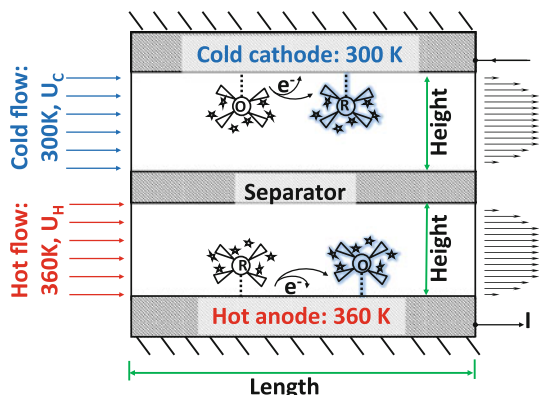 Cold cathode: 300 K
Cold flow:
300K, U_C
O
e-
R
Height
Separator
Hot flow:
360K, U_H
R
e-
O
Height
Hot anode: 360 K
I
Length